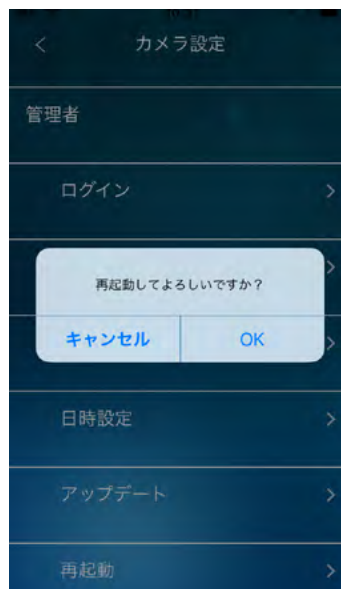 カメラ設定
管理者
ログイン
再起動してよろしいですか?
キャンセル OK
日時設定
アップデート
再起動